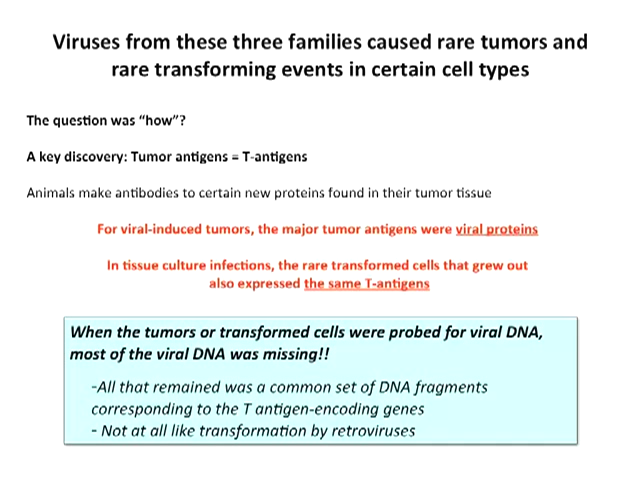 Viruses from these three families caused rare tumors and
rare transforming events in certain cell types
The question was “how”?
A key discovery: Tumor antigens = T-antigens
Animals make antibodies to certain new proteins found in their tumor tissue
For viral-induced tumors, the major tumor antigens were viral proteins
In tissue culture infections, the rare transformed cells that grew out
also expressed the same T-antigens
When the tumors or transformed cells were probed for viral DNA,
most of the viral DNA was missing!!
-All that remained was a common set of DNA fragments
corresponding to the T antigen-encoding genes
- Not at all like transformation by retroviruses